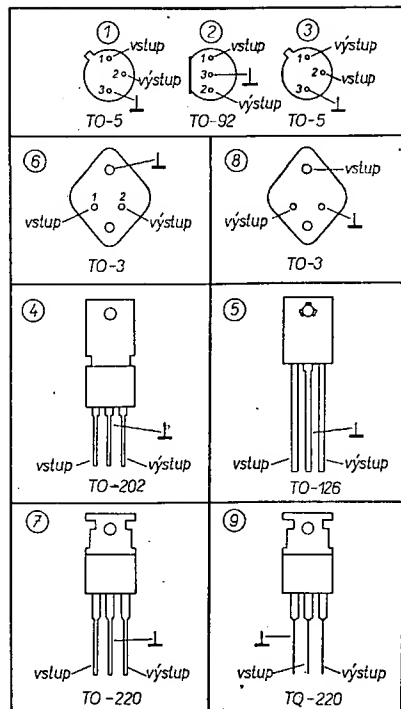 1 2 3
1 vstup 1 vstup 1 výstup
2 výstup 3 ⊥ 2 vstup
3 ⊥ 2 výstup 3 ⊥
TO-5 TO-92 TO-5
6 8
⊥ vstup
1 2
vstup výstup výstup ⊥
TO-3 TO-3
4 5
⊥ ⊥
vstup výstup vstup výstup
TO-202 TO-126
7 9
⊥ ⊥
vstup výstup vstup výstup
TO-220 TQ-220